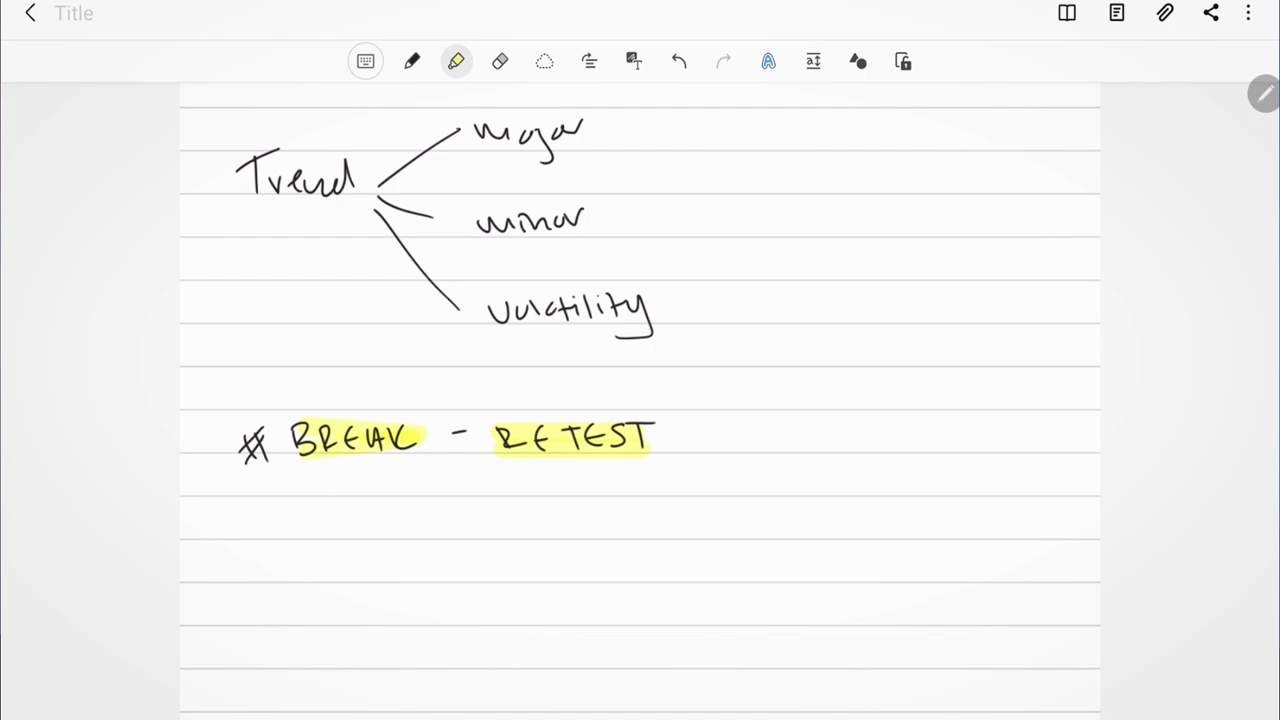 Title
major
Trend
minor
volatility
# BREAK - RETEST